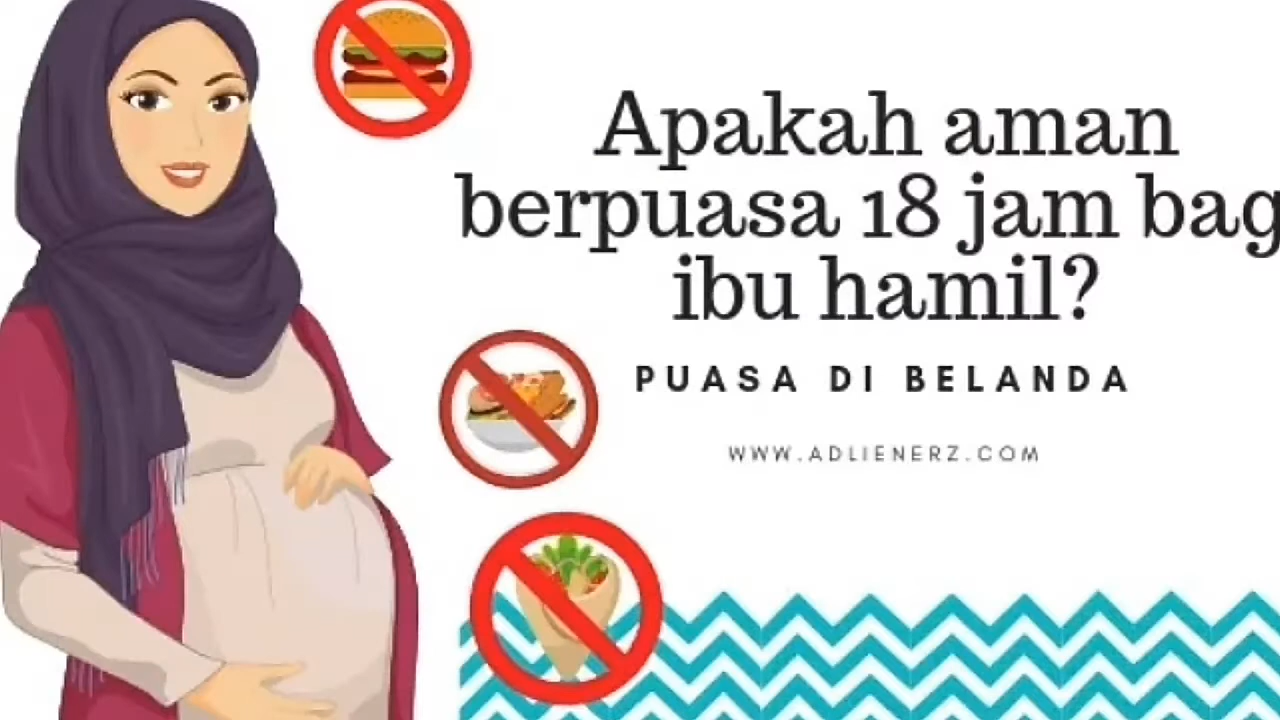 Apakah aman
berpuasa 18 jam bag
ibu hamil?
PUASA DI BELANDA
WWW.ADLIENERZ.COM